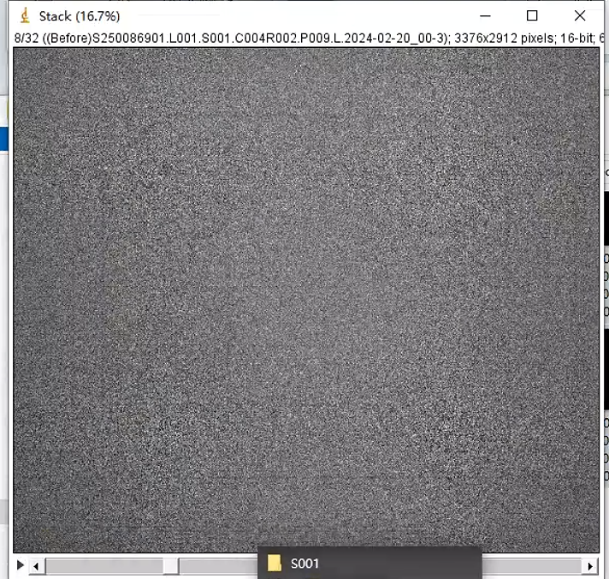 Stack (16.7%)
8/32 ((Before)S250086901.L001.S001.C004R002.P009.L.2024-02-20_00-3); 3376x2912 pixels; 16-bit; 6
S001